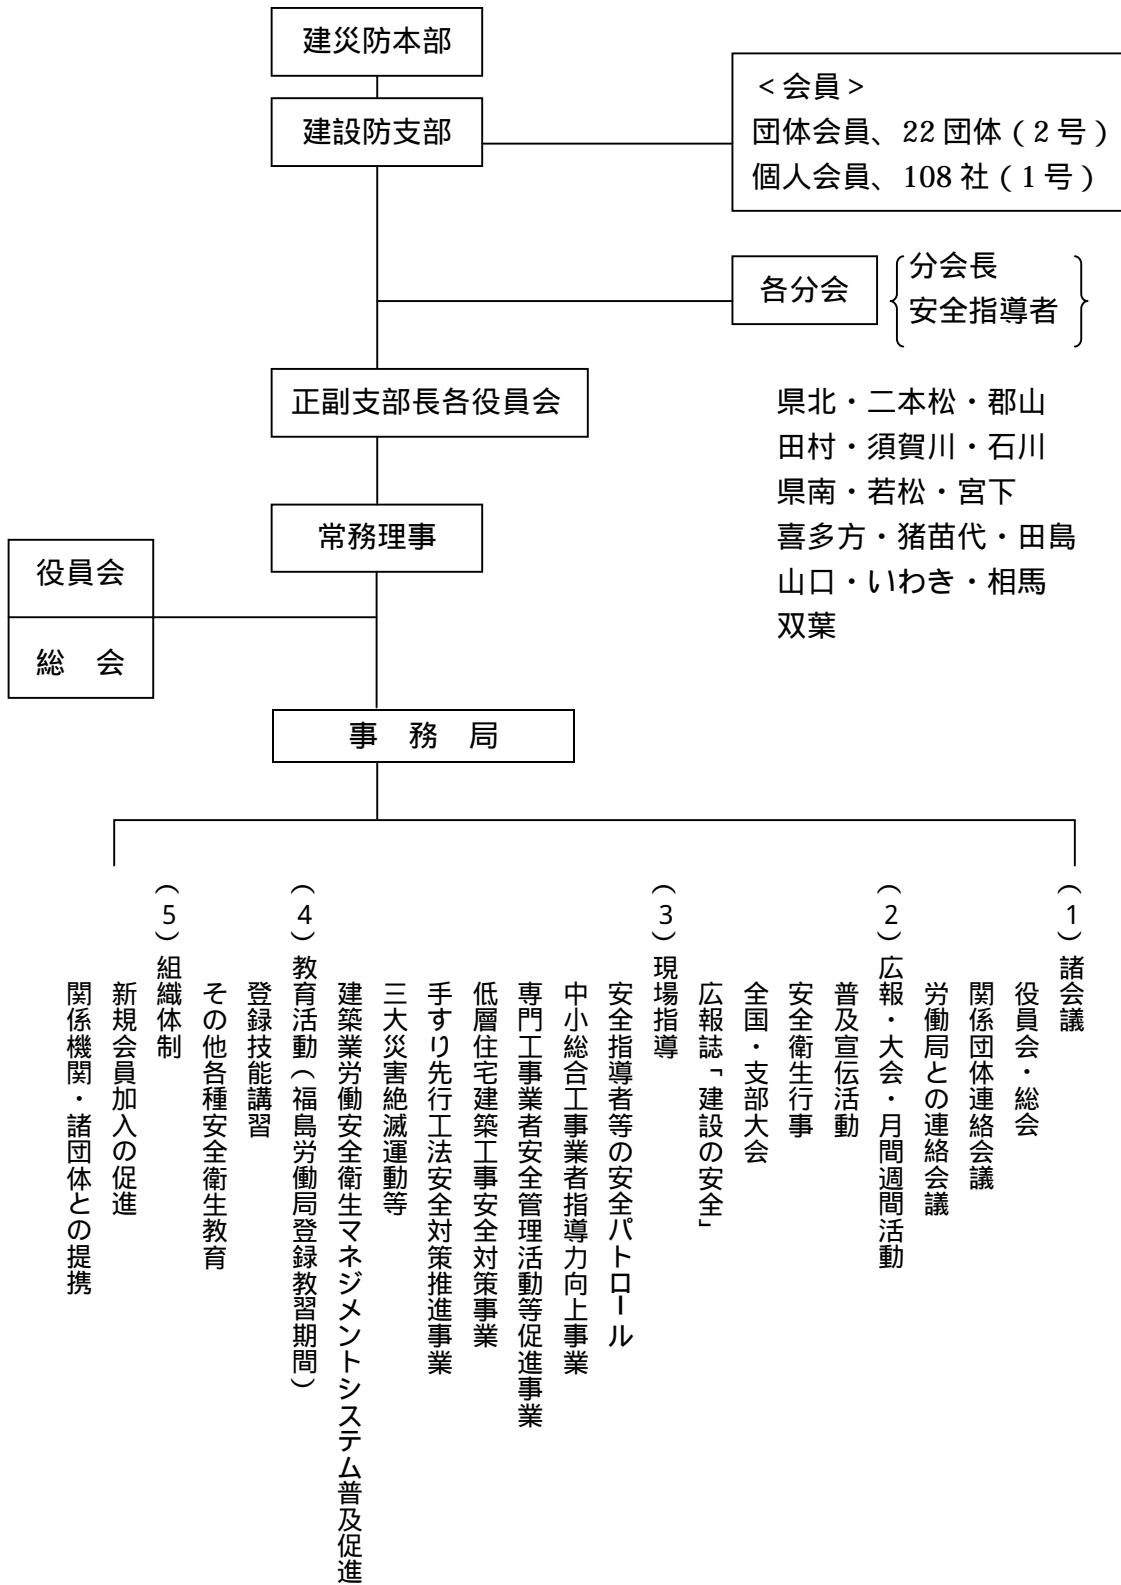 建災防本部
建設防支部
<会員>
団体会員、22団体(2号)
個人会員、108社(1号)
各分会
分会長
安全指導者
正副支部長各役員会
県北・二本松・郡山
田村・須賀川・石川
県南・若松・宮下
喜多方・猪苗代・田島
山口・いわき・相馬
双葉
常務理事
役員会
総 会
事 務 局
(1)諸会議
役員会・総会
関係団体連絡会議
労働局との連絡会議
(2)広報・大会・月間週間活動
普及宣伝活動
安全衛生行事
全国・支部大会
広報誌「建設の安全」
(3)現場指導
安全指導者等の安全パトロール
中小総合工事業者指導力向上事業
専門工事業者安全管理活動等促進事業
低層住宅建築工事安全対策事業
手すり先行工法安全対策推進事業
三大災害絶滅運動等
建築業労働安全衛生マネジメントシステム普及促進
(4)教育活動(福島労働局登録教習期間)
登録技能講習
その他各種安全衛生教育
(5)組織体制
新規会員加入の促進
関係機関・諸団体との提携